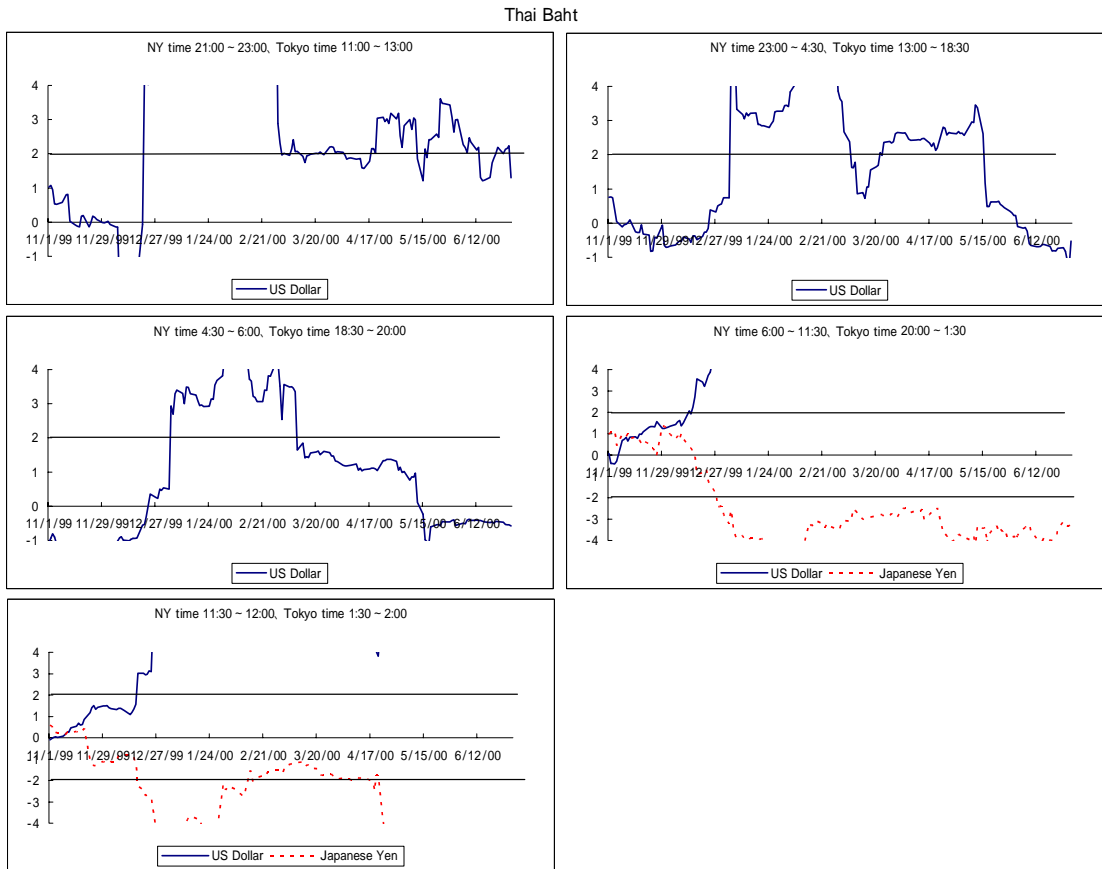 Thai Baht
NY time 21:00 ~ 23:00、Tokyo time 11:00 ~ 13:00
4
3
2
1
0
-1
11/1/99 11/29/99 12/27/99 1/24/00 2/21/00 3/20/00 4/17/00 5/15/00 6/12/00
US Dollar
NY time 23:00 ~ 4:30、Tokyo time 13:00 ~ 18:30
4
3
2
1
0
-1
11/1/99 11/29/99 12/27/99 1/24/00 2/21/00 3/20/00 4/17/00 5/15/00 6/12/00
US Dollar
NY time 4:30 ~ 6:00、Tokyo time 18:30 ~ 20:00
4
3
2
1
0
-1
11/1/99 11/29/99 12/27/99 1/24/00 2/21/00 3/20/00 4/17/00 5/15/00 6/12/00
US Dollar
NY time 6:00 ~ 11:30、Tokyo time 20:00 ~ 1:30
4
3
2
1
0
-1
-2
-3
-4
11/1/99 11/29/99 12/27/99 1/24/00 2/21/00 3/20/00 4/17/00 5/15/00 6/12/00
US Dollar Japanese Yen
NY time 11:30 ~ 12:00、Tokyo time 1:30 ~ 2:00
4
3
2
1
0
-1
-2
-3
-4
11/1/99 11/29/99 12/27/99 1/24/00 2/21/00 3/20/00 4/17/00 5/15/00 6/12/00
US Dollar Japanese Yen